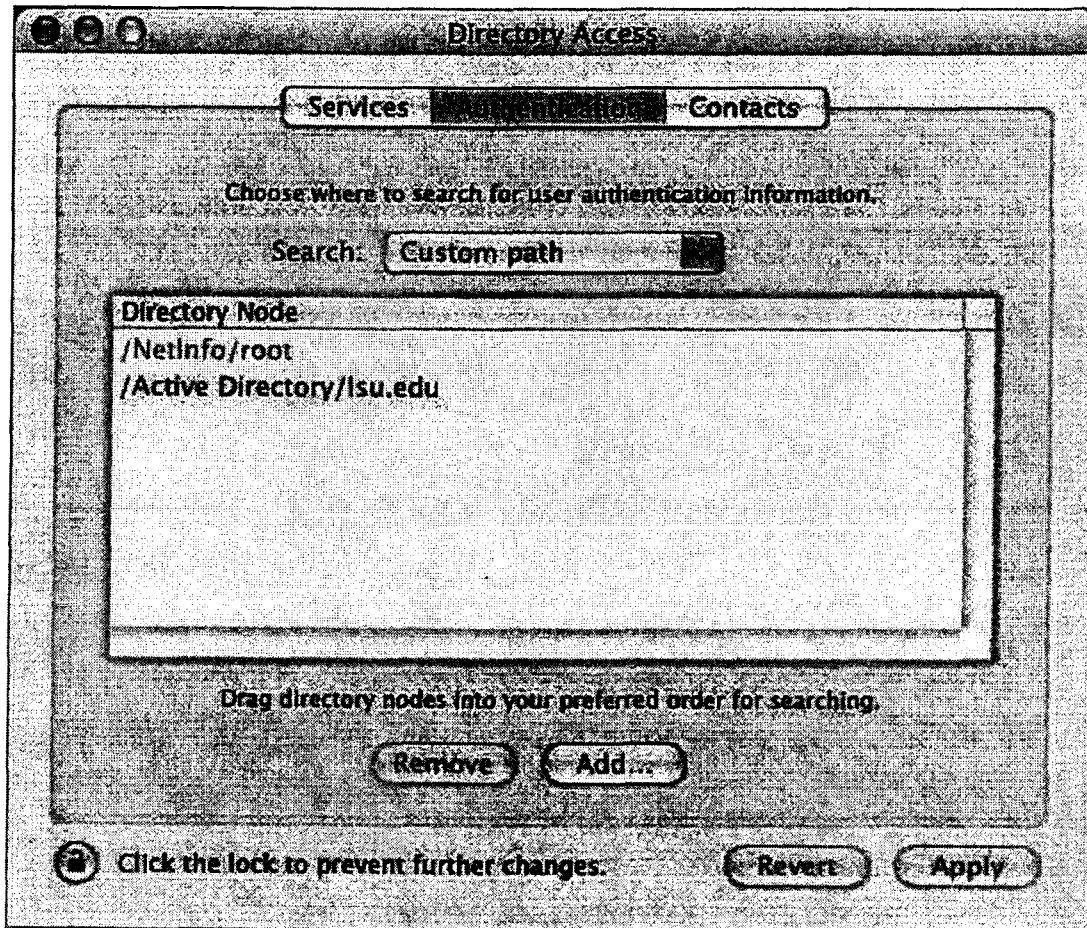 Directory Access
Services Authentication Contacts
Choose where to search for user authentication information.
Search: Custom path
Directory Node
/NetInfo/root
/Active Directory/lsu.edu
Drag directory nodes into your preferred order for searching.
Remove Add...
Click the lock to prevent further changes. Revert Apply